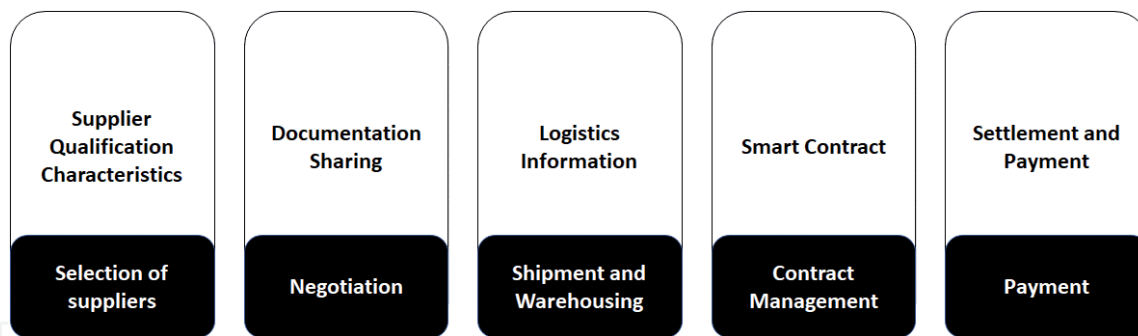 Supplier
Qualification
Characteristics
Documentation
Sharing
Logistics
Information
Smart Contract
Settlement and
Payment
Selection of
suppliers
Negotiation
Shipment and
Warehousing
Contract
Management
Payment